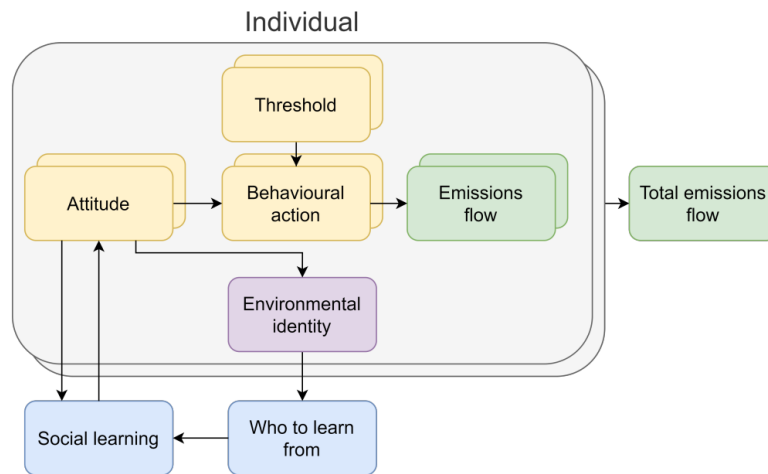 Individual
Threshold
Attitude
Behavioural
action
Emissions
flow
Total emissions
flow
Environmental
identity
Social learning
Who to learn
from